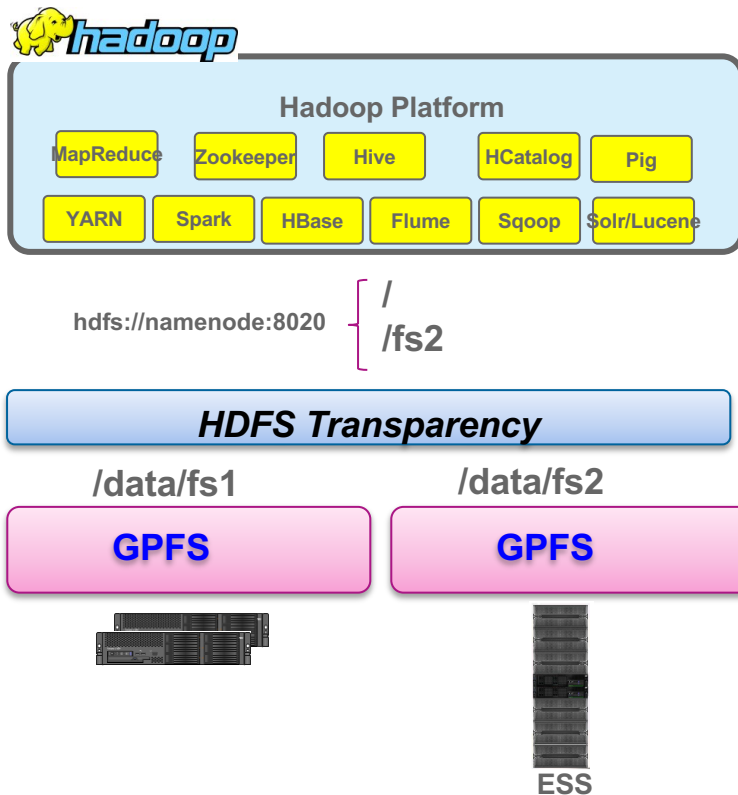 hadoop
Hadoop Platform
MapReduce Zookeeper Hive HCatalog Pig
YARN Spark HBase Flume Sqoop Solr/Lucene
hdfs://namenode:8020
/
/fs2
HDFS Transparency
/data/fs1 /data/fs2
GPFS GPFS
ESS